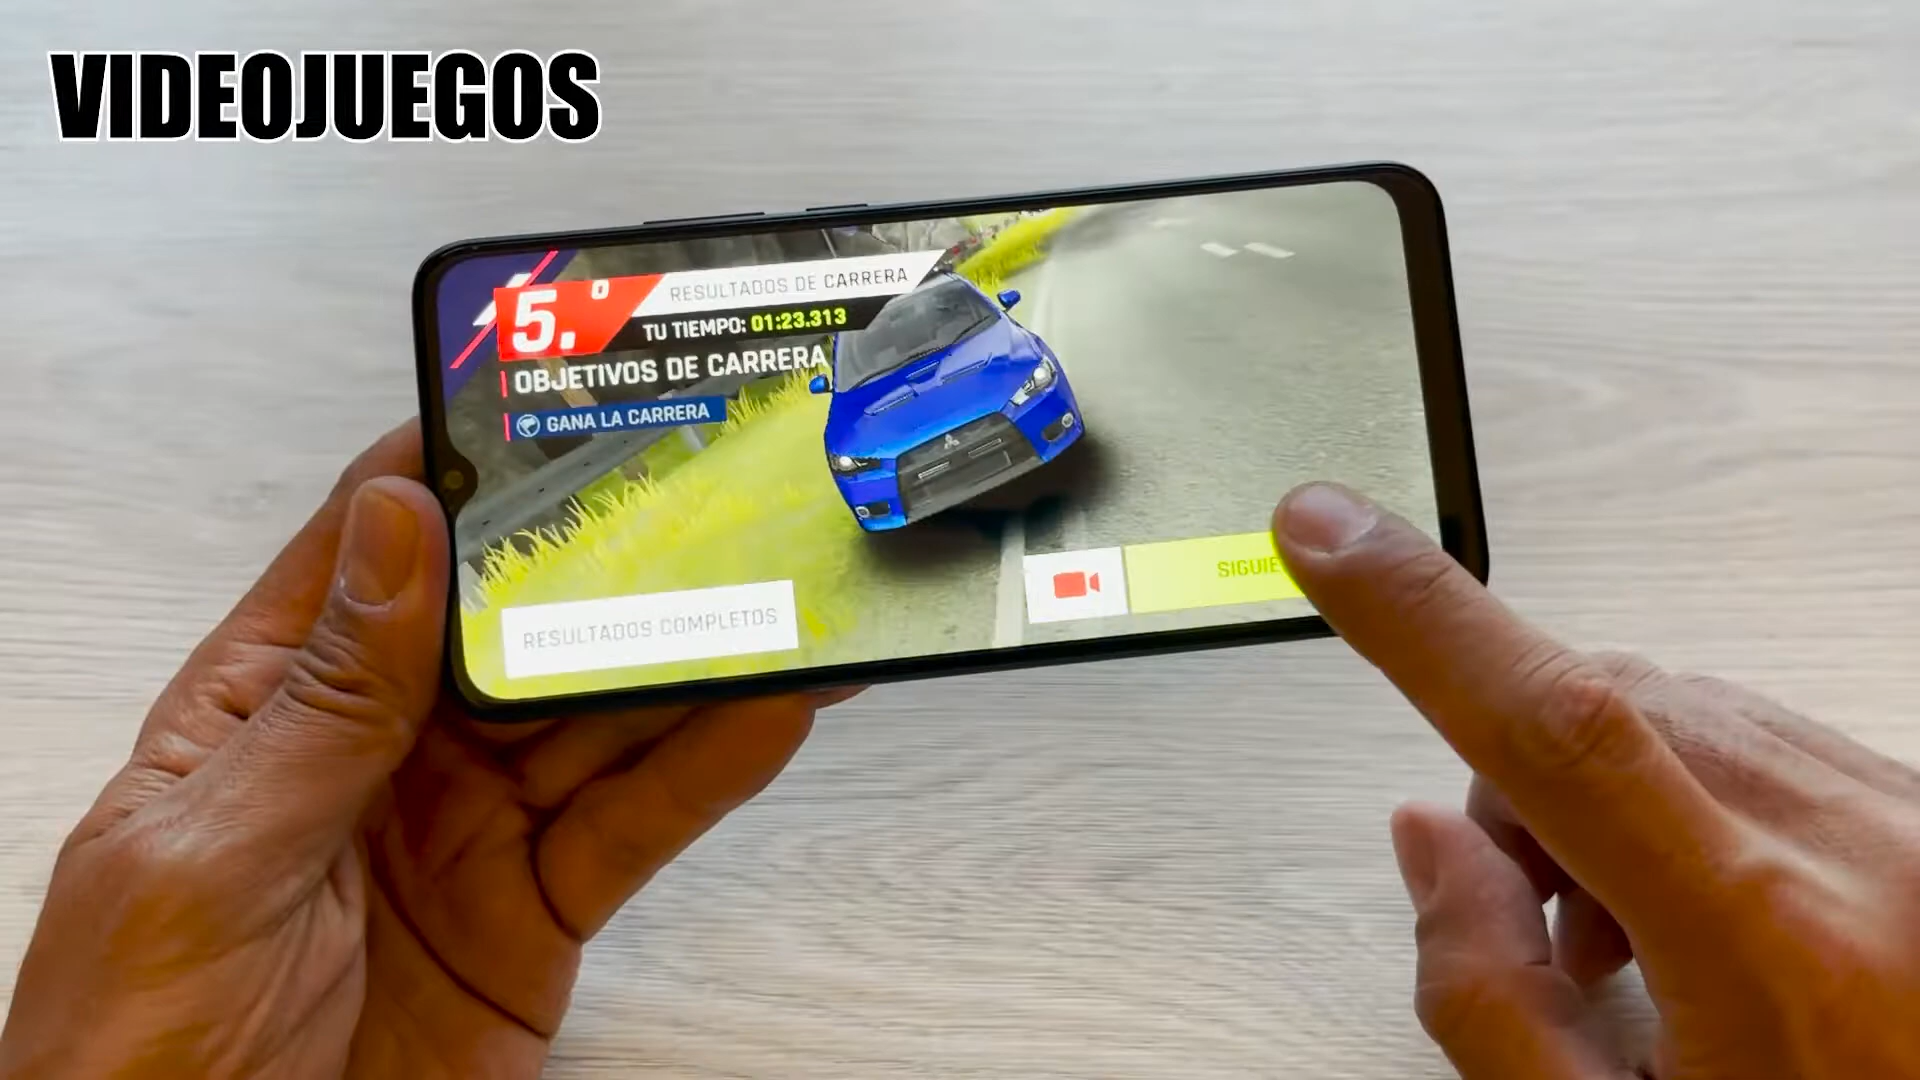 VIDEOJUEGOS
5.º
RESULTADOS DE CARRERA
TU TIEMPO: 01:23.313
OBJETIVOS DE CARRERA
GANA LA CARRERA
SIGUIE
RESULTADOS COMPLETOS